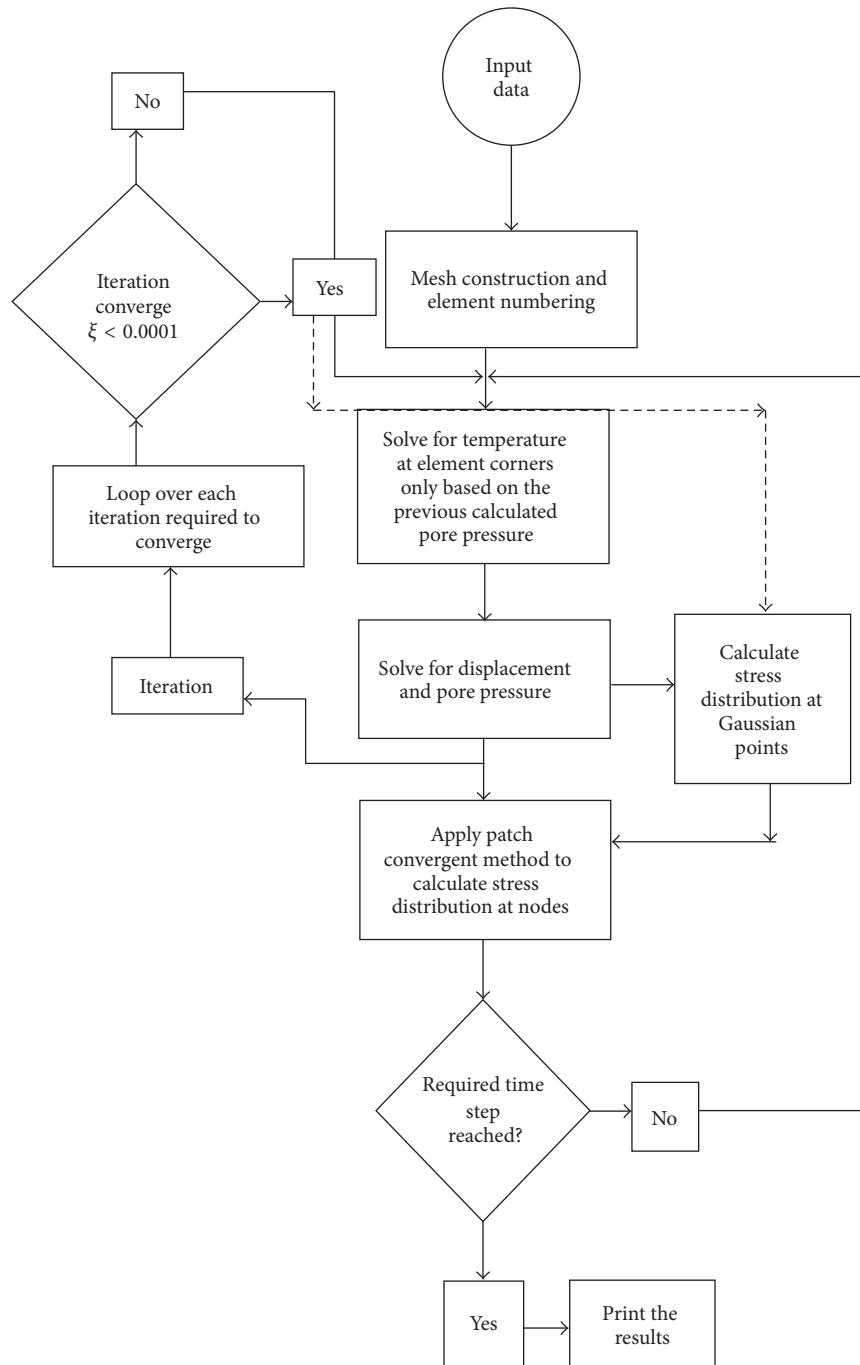 Input
data
No
Mesh construction and
element numbering
Iteration
converge
ξ < 0.0001
Yes
Solve for temperature
at element corners
only based on the
previous calculated
pore pressure
Loop over each
iteration required to
converge
Iteration
Solve for displacement
and pore pressure
Calculate
stress
distribution at
Gaussian
points
Apply patch
convergent method to
calculate stress
distribution at nodes
Required time
step
reached?
No
Yes
Print the
results